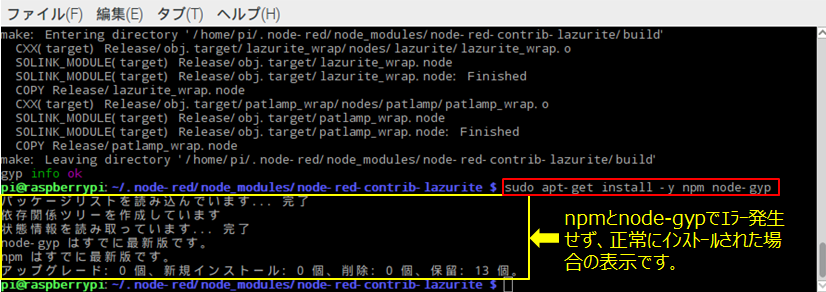 ファイル(F) 編集(E) タブ(T) ヘルプ(H)
make: Entering directory '/home/pi/.node-red/node_modules/node-red-contrib-lazurite/build'
CXX(target) Release/obj.target/lazurite_wrap/nodes/lazurite/lazurite_wrap.o
SOLINK_MODULE(target) Release/obj.target/lazurite_wrap.node
SOLINK_MODULE(target) Release/obj.target/lazurite_wrap.node: Finished
COPY Release/lazurite_wrap.node
CXX(target) Release/obj.target/patlamp_wrap/nodes/patlamp/patlamp_wrap.o
SOLINK_MODULE(target) Release/obj.target/patlamp_wrap.node
SOLINK_MODULE(target) Release/obj.target/patlamp_wrap.node: Finished
COPY Release/patlamp_wrap.node
make: Leaving directory '/home/pi/.node-red/node_modules/node-red-contrib-lazurite/build'
gyp info ok
pi@raspberrypi:~/.node-red/node_modules/node-red-contrib-lazurite $ sudo apt-get install -y npm node-gyp
パッケージリストを読み込んでいます... 完了
依存関係ツリーを作成しています
状態情報を読み取っています... 完了
node-gyp はすでに最新版です。
npm はすでに最新版です。
アップグレード: 0 個、新規インストール: 0 個、削除: 0 個、保留: 13 個。
pi@raspberrypi:~/.node-red/node_modules/node-red-contrib-lazurite $
npmとnode-gypでｴﾗｰ発生
せず、正常にｲﾝｽﾄｰﾙされた場
合の表示です。